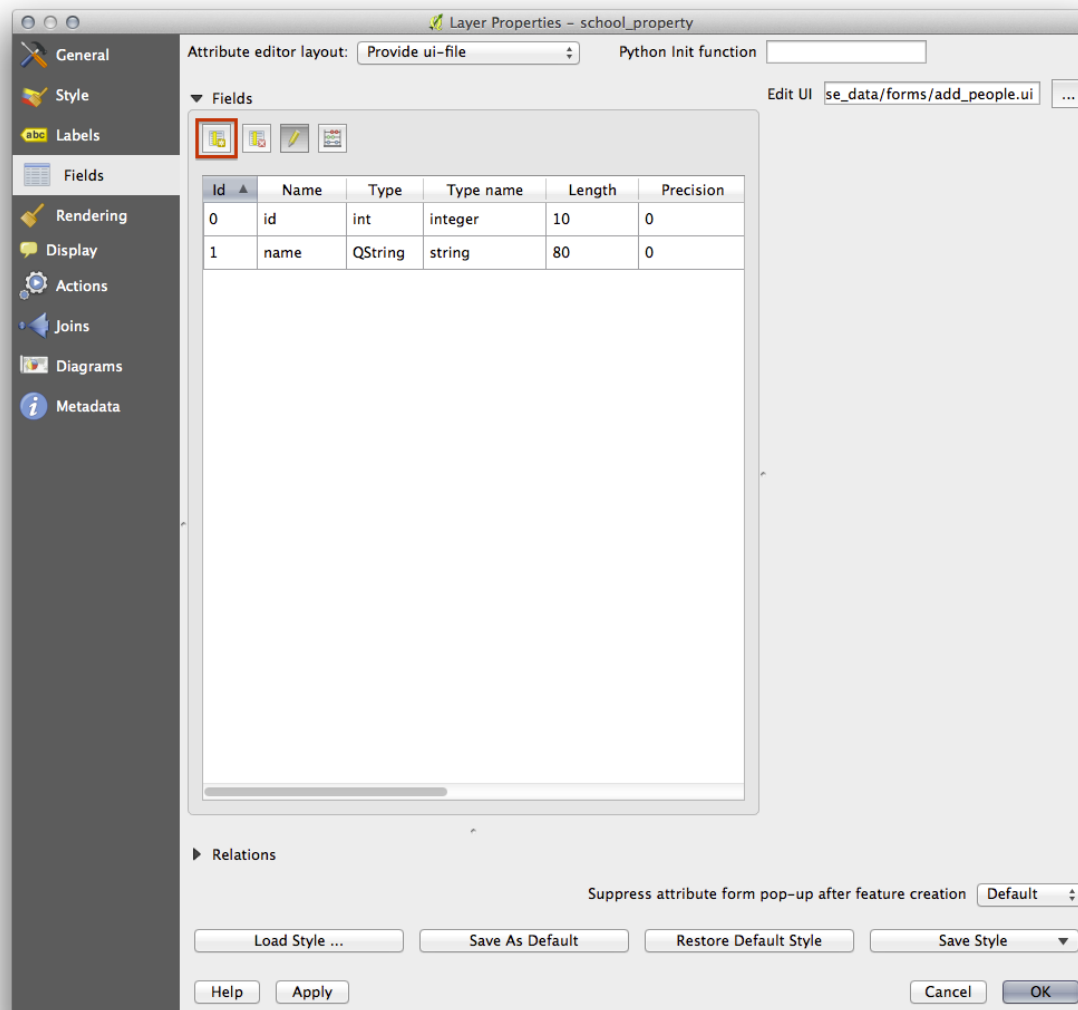 Layer Properties – school_property
General
Style
abc Labels
Fields
Rendering
Display
Actions
Joins
Diagrams
i Metadata
Attribute editor layout: Provide ui-file Python Init function
Fields
Edit UI se_data/forms/add_people.ui ...
Id Name Type Type name Length Precision
0 id int integer 10 0
1 name QString string 80 0
Relations
Suppress attribute form pop-up after feature creation Default
Load Style ... Save As Default Restore Default Style Save Style
Help Apply Cancel OK